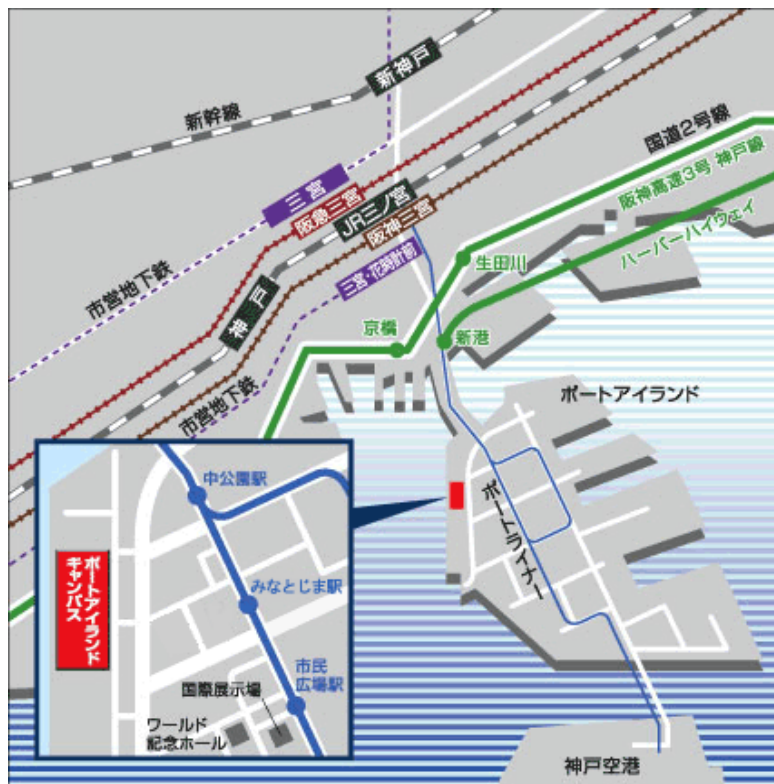 新神戸
新幹線
国道2号線
阪神高速3号 神戸線
三宮
阪急三宮
JR三ノ宮
阪神三宮
ハーバーハイウェイ
生田川
三宮・花時計前
市営地下鉄
神戸
京橋
新港
市営地下鉄
ポートアイランド
中公園駅
ポートライナー
ポートアイランド
キャンパス
みなとじま駅
市民
広場駅
国際展示場
ワールド
記念ホール
神戸空港